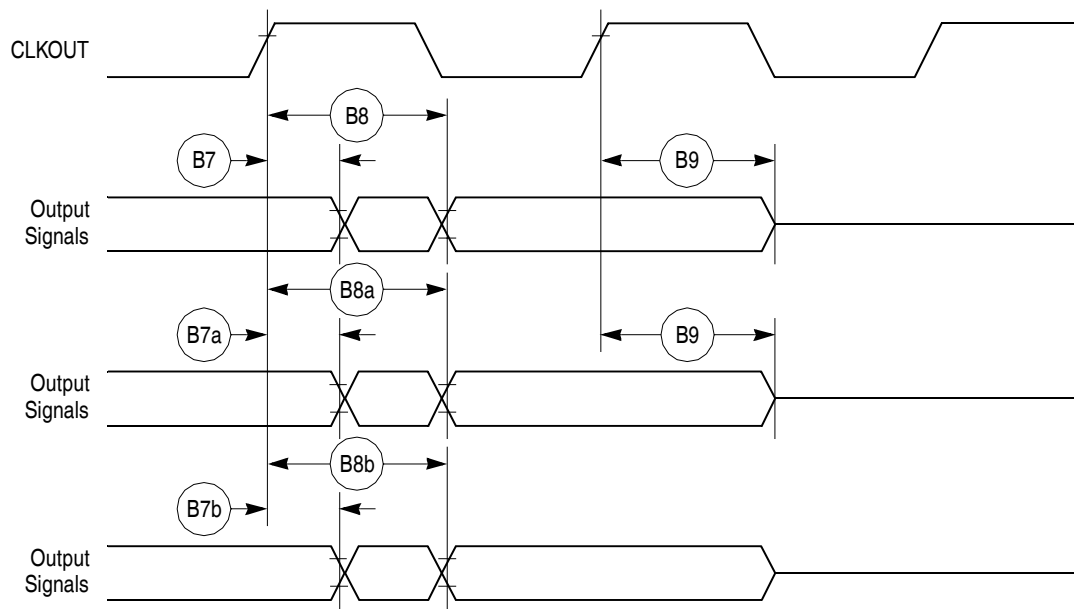 CLKOUT
B8
B7
B9
Output
Signals
B8a
B7a
B9
Output
Signals
B8b
B7b
Output
Signals